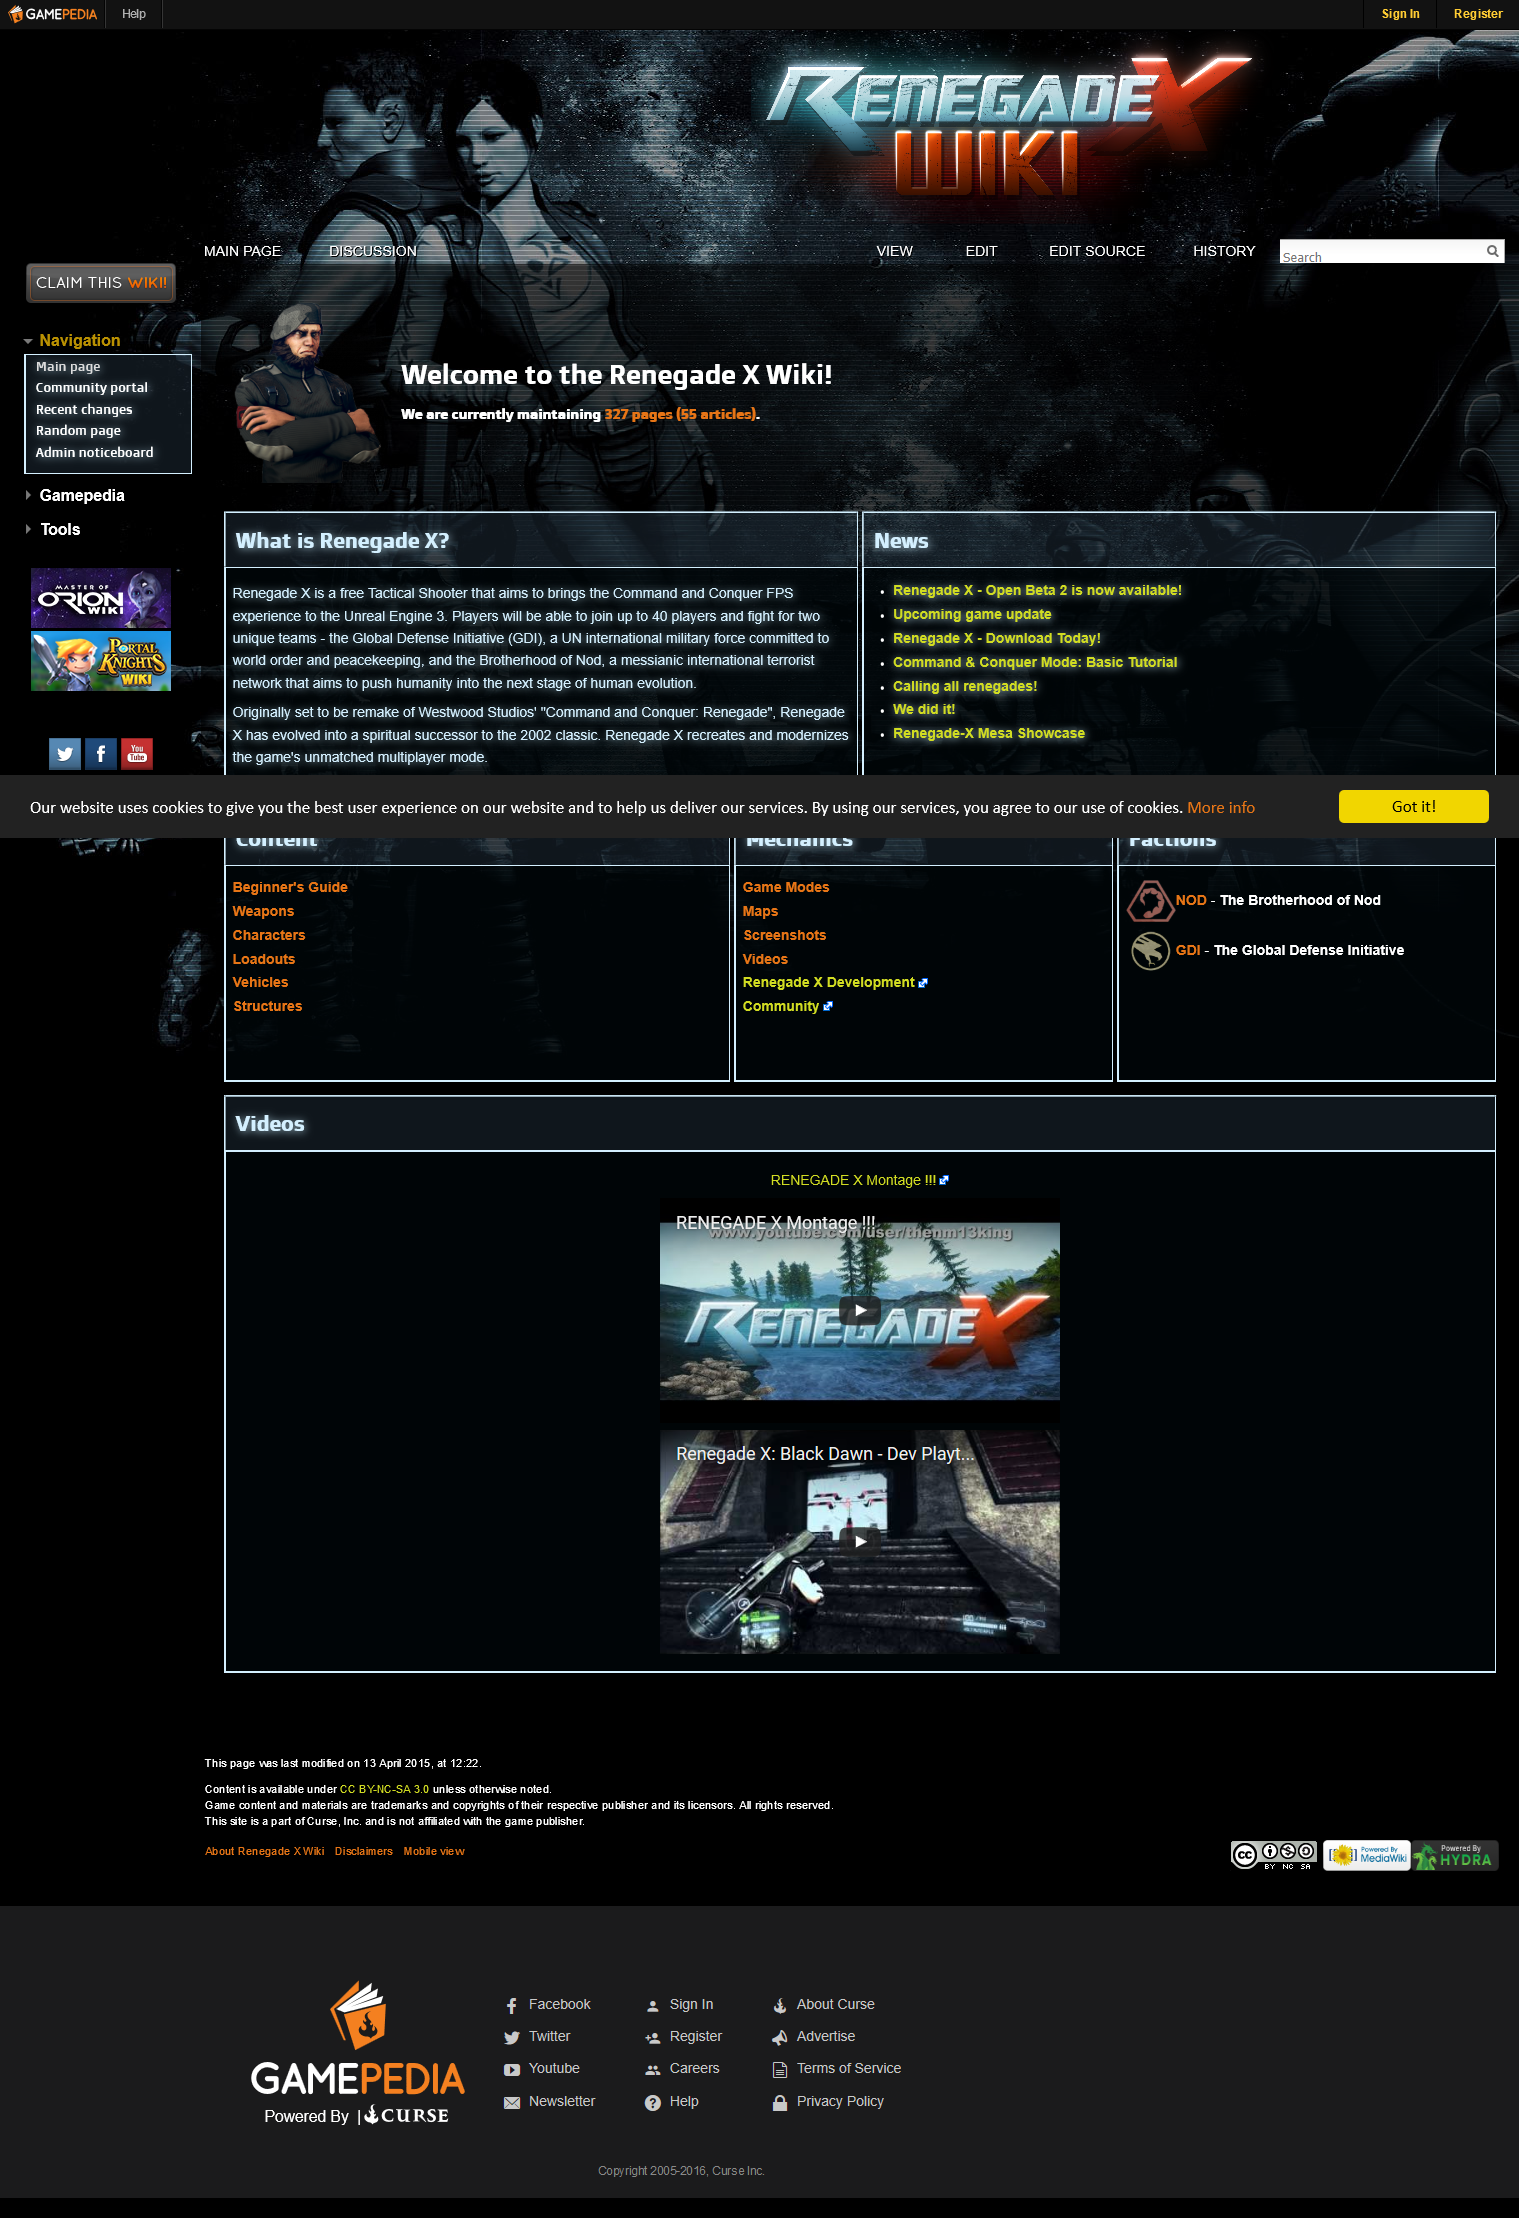 GAMEPEDIA
Help
Sign In
Register
RENEGADE X
WIKI
MAIN PAGE
DISCUSSION
VIEW
EDIT
EDIT SOURCE
HISTORY
Search
CLAIM THIS WIKI!
Navigation
Main page
Community portal
Recent changes
Random page
Admin noticeboard
Gamepedia
Tools
MASTER OF
ORION
WIKI
PORTAL
KNIGHTS
WIKI
You
Tube
Welcome to the Renegade X Wiki!
We are currently maintaining 327 pages (55 articles).
What is Renegade X?
Renegade X is a free Tactical Shooter that aims to brings the Command and Conquer FPS
experience to the Unreal Engine 3. Players will be able to join up to 40 players and fight for two
unique teams - the Global Defense Initiative (GDI), a UN international military force committed to
world order and peacekeeping, and the Brotherhood of Nod, a messianic international terrorist
network that aims to push humanity into the next stage of human evolution.
Originally set to be remake of Westwood Studios' "Command and Conquer: Renegade", Renegade
X has evolved into a spiritual successor to the 2002 classic. Renegade X recreates and modernizes
the game's unmatched multiplayer mode.
News
Renegade X - Open Beta 2 is now available!
Upcoming game update
Renegade X - Download Today!
Command & Conquer Mode: Basic Tutorial
Calling all renegades!
We did it!
Renegade-X Mesa Showcase
Our website uses cookies to give you the best user experience on our website and to help us deliver our services. By using our services, you agree to our use of cookies. More info
Got it!
Content
Beginner's Guide
Weapons
Characters
Loadouts
Vehicles
Structures
Mechanics
Game Modes
Maps
Screenshots
Videos
Renegade X Development
Community
Factions
NOD - The Brotherhood of Nod
GDI - The Global Defense Initiative
Videos
RENEGADE X Montage !!!
RENEGADE X Montage !!!
www.youtube.com/user/thenm13king
RENEGADE X
Renegade X: Black Dawn - Dev Playt...
This page was last modified on 13 April 2015, at 12:22.
Content is available under CC BY-NC-SA 3.0 unless otherwise noted.
Game content and materials are trademarks and copyrights of their respective publisher and its licensors. All rights reserved.
This site is a part of Curse, Inc. and is not affiliated with the game publisher.
About Renegade X Wiki
Disclaimers
Mobile view
CC
BY NC SA
Powered By
MediaWiki
Powered By
HYDRA
GAMEPEDIA
Powered By | CURSE
Facebook
Twitter
Youtube
Newsletter
Sign In
Register
Careers
Help
About Curse
Advertise
Terms of Service
Privacy Policy
Copyright 2005-2016, Curse Inc.